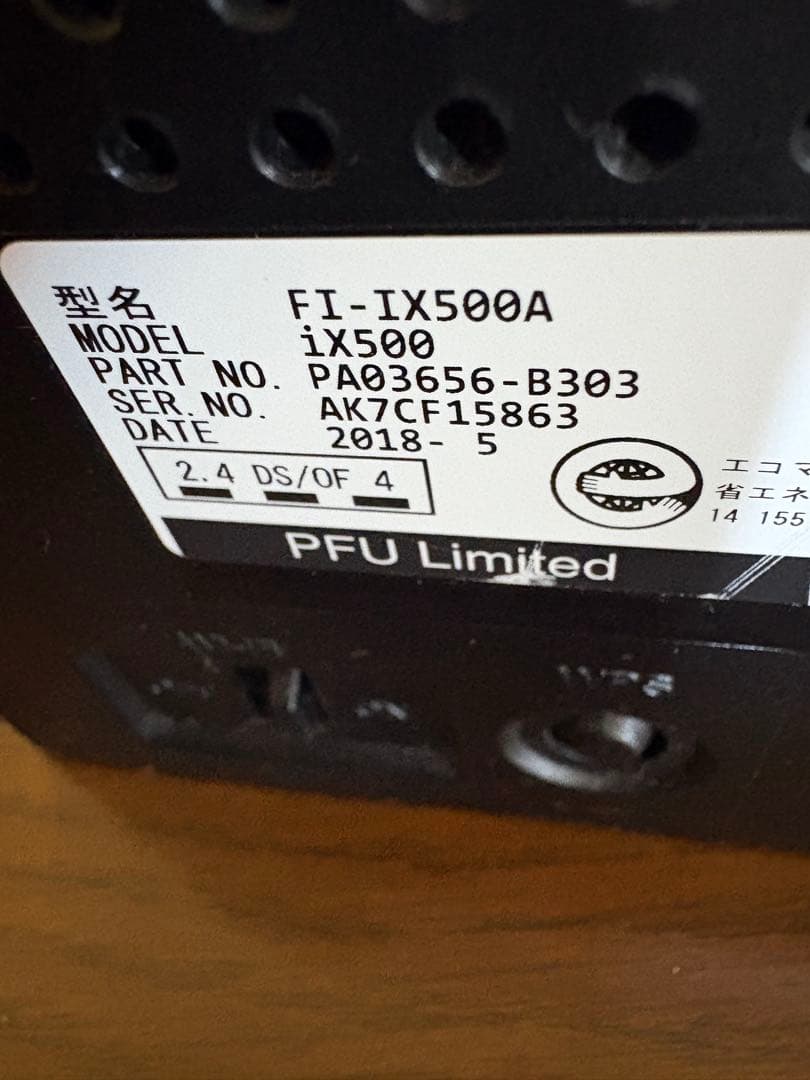 型名 FI-IX500A
MODEL iX500
PART NO. PA03656-B303
SER.NO. AK7CF15863
DATE 2018- 5
2.4 DS/OF 4
エコマ
省エネ
14 155
PFU Limited
WPS